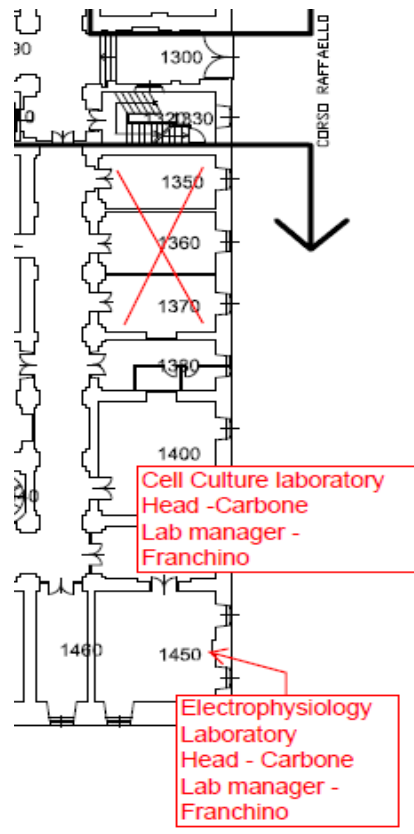 90
1300
CORSO RAFFAELLO
1320
1330
1350
1360
1370
1380
1400
Cell Culture laboratory
Head -Carbone
Lab manager -
Franchino
1460
1450
Electrophysiology
Laboratory
Head - Carbone
Lab manager -
Franchino